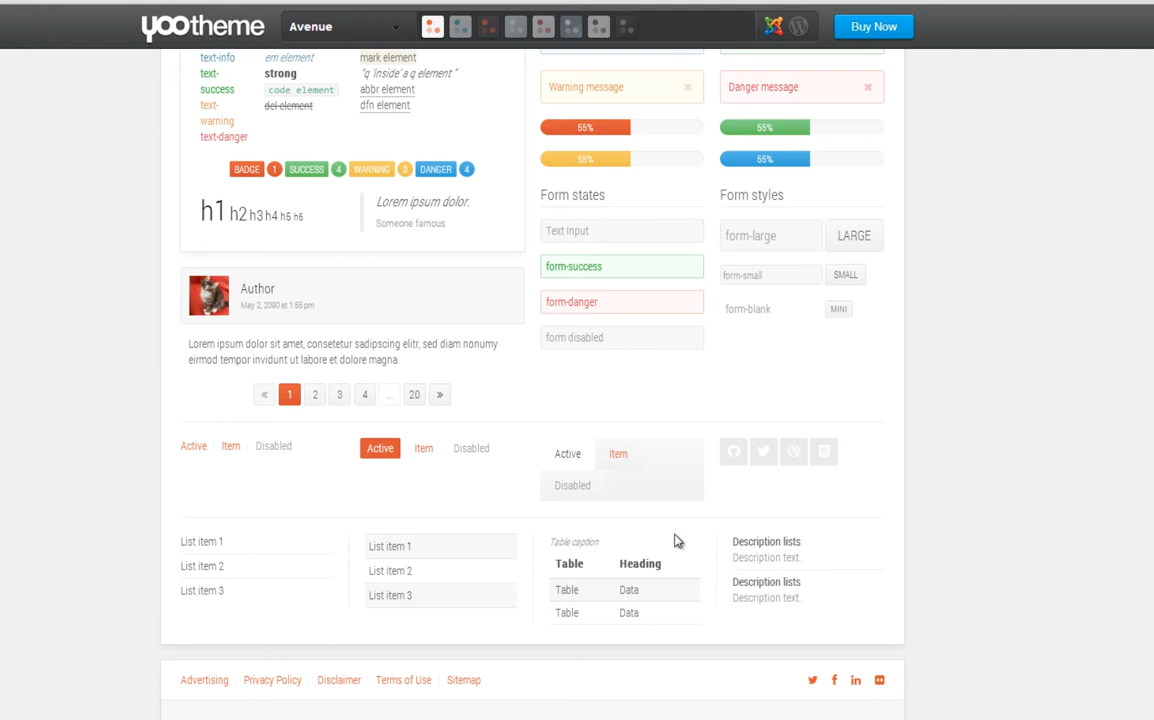 yootheme
Avenue
Buy Now
text-info
em element
mark element
text-
success
strong
"q 'inside' a q element "
code element
abbr element
text-
warning
del element
dfn element
text-danger
BADGE 1 SUCCESS 4 WARNING 3 DANGER 4
h1 h2 h3 h4 h5 h6
Lorem ipsum dolor.
Someone famous
Author
May 2, 2090 at 1:55 pm
Lorem ipsum dolor sit amet, consetetur sadipscing elitr, sed diam nonumy
eirmod tempor invidunt ut labore et dolore magna.
« 1 2 3 4 ... 20 »
Warning message ×
Danger message ×
55%
55%
55%
55%
Form states
Text Input
form-success
form-danger
form disabled
Form styles
form-large LARGE
form-small SMALL
form-blank MINI
Active Item Disabled
Active Item Disabled
Active Item
Disabled
List item 1
List item 2
List item 3
List item 1
List item 2
List item 3
Table caption
Table Heading
Table Data
Table Data
Description lists
Description text.
Description lists
Description text.
Advertising Privacy Policy Disclaimer Terms of Use Sitemap